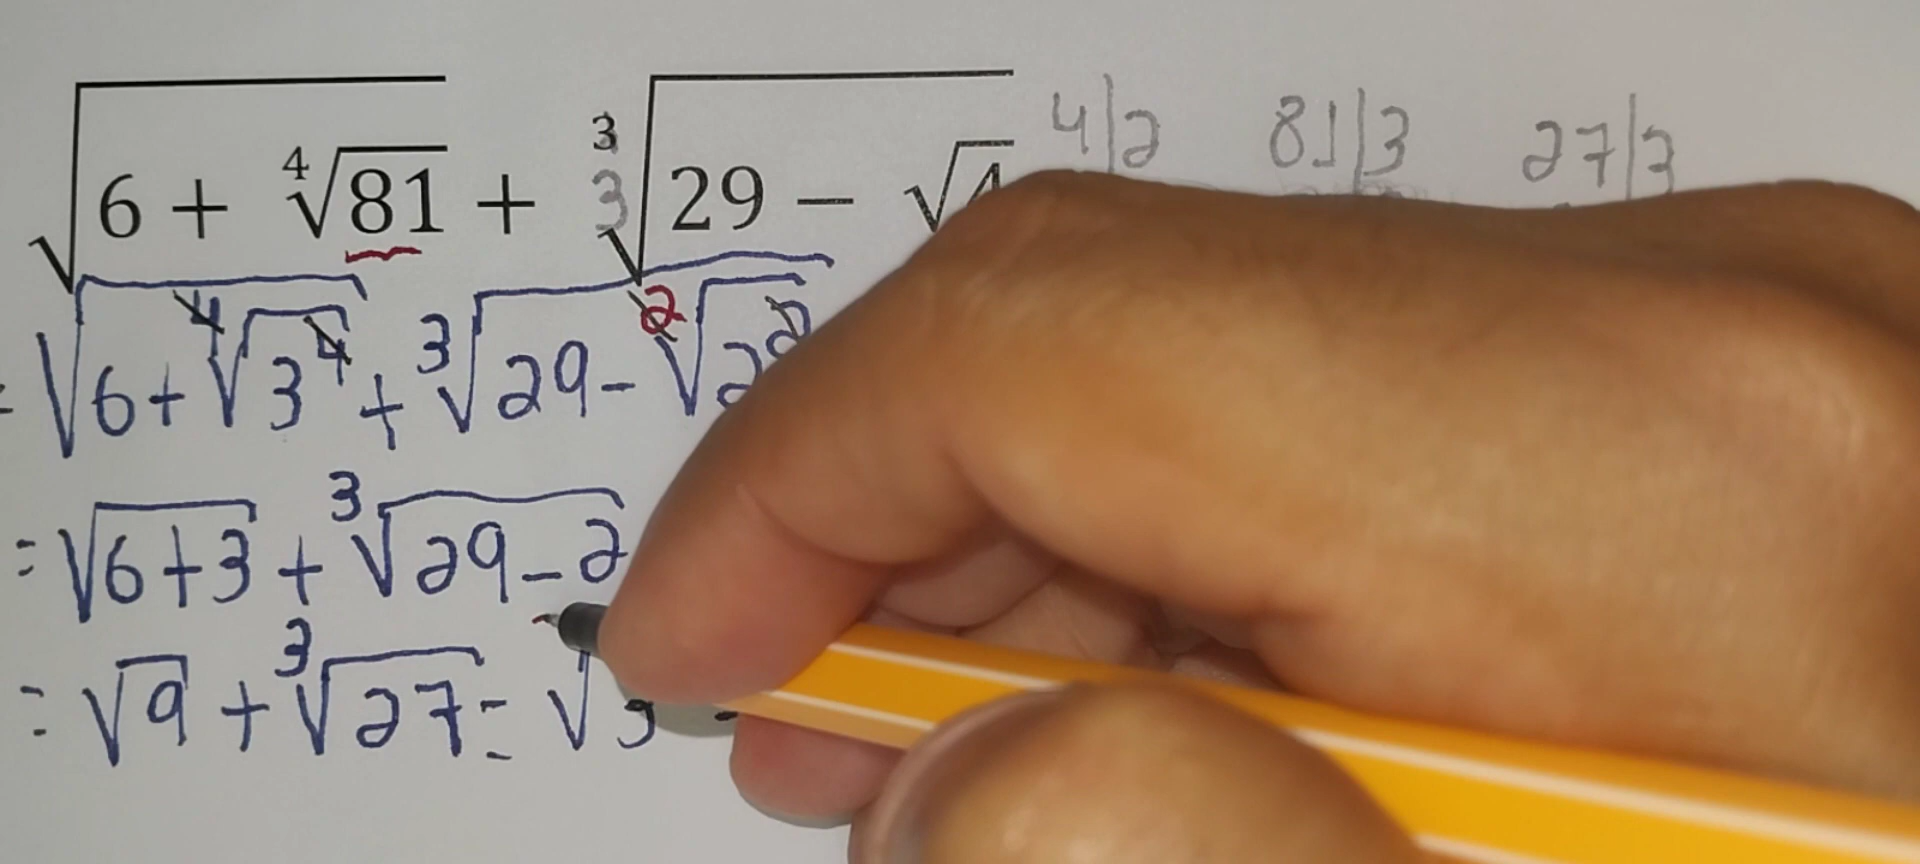 √(6 + ⁴√81) + ³√(29 − √4)
4|2 81|3 27|3
√(6+⁴√3⁴) + ³√(29-²√2²)
=√(6+3) + ³√(29-2)
=√9 + ³√27 = √3